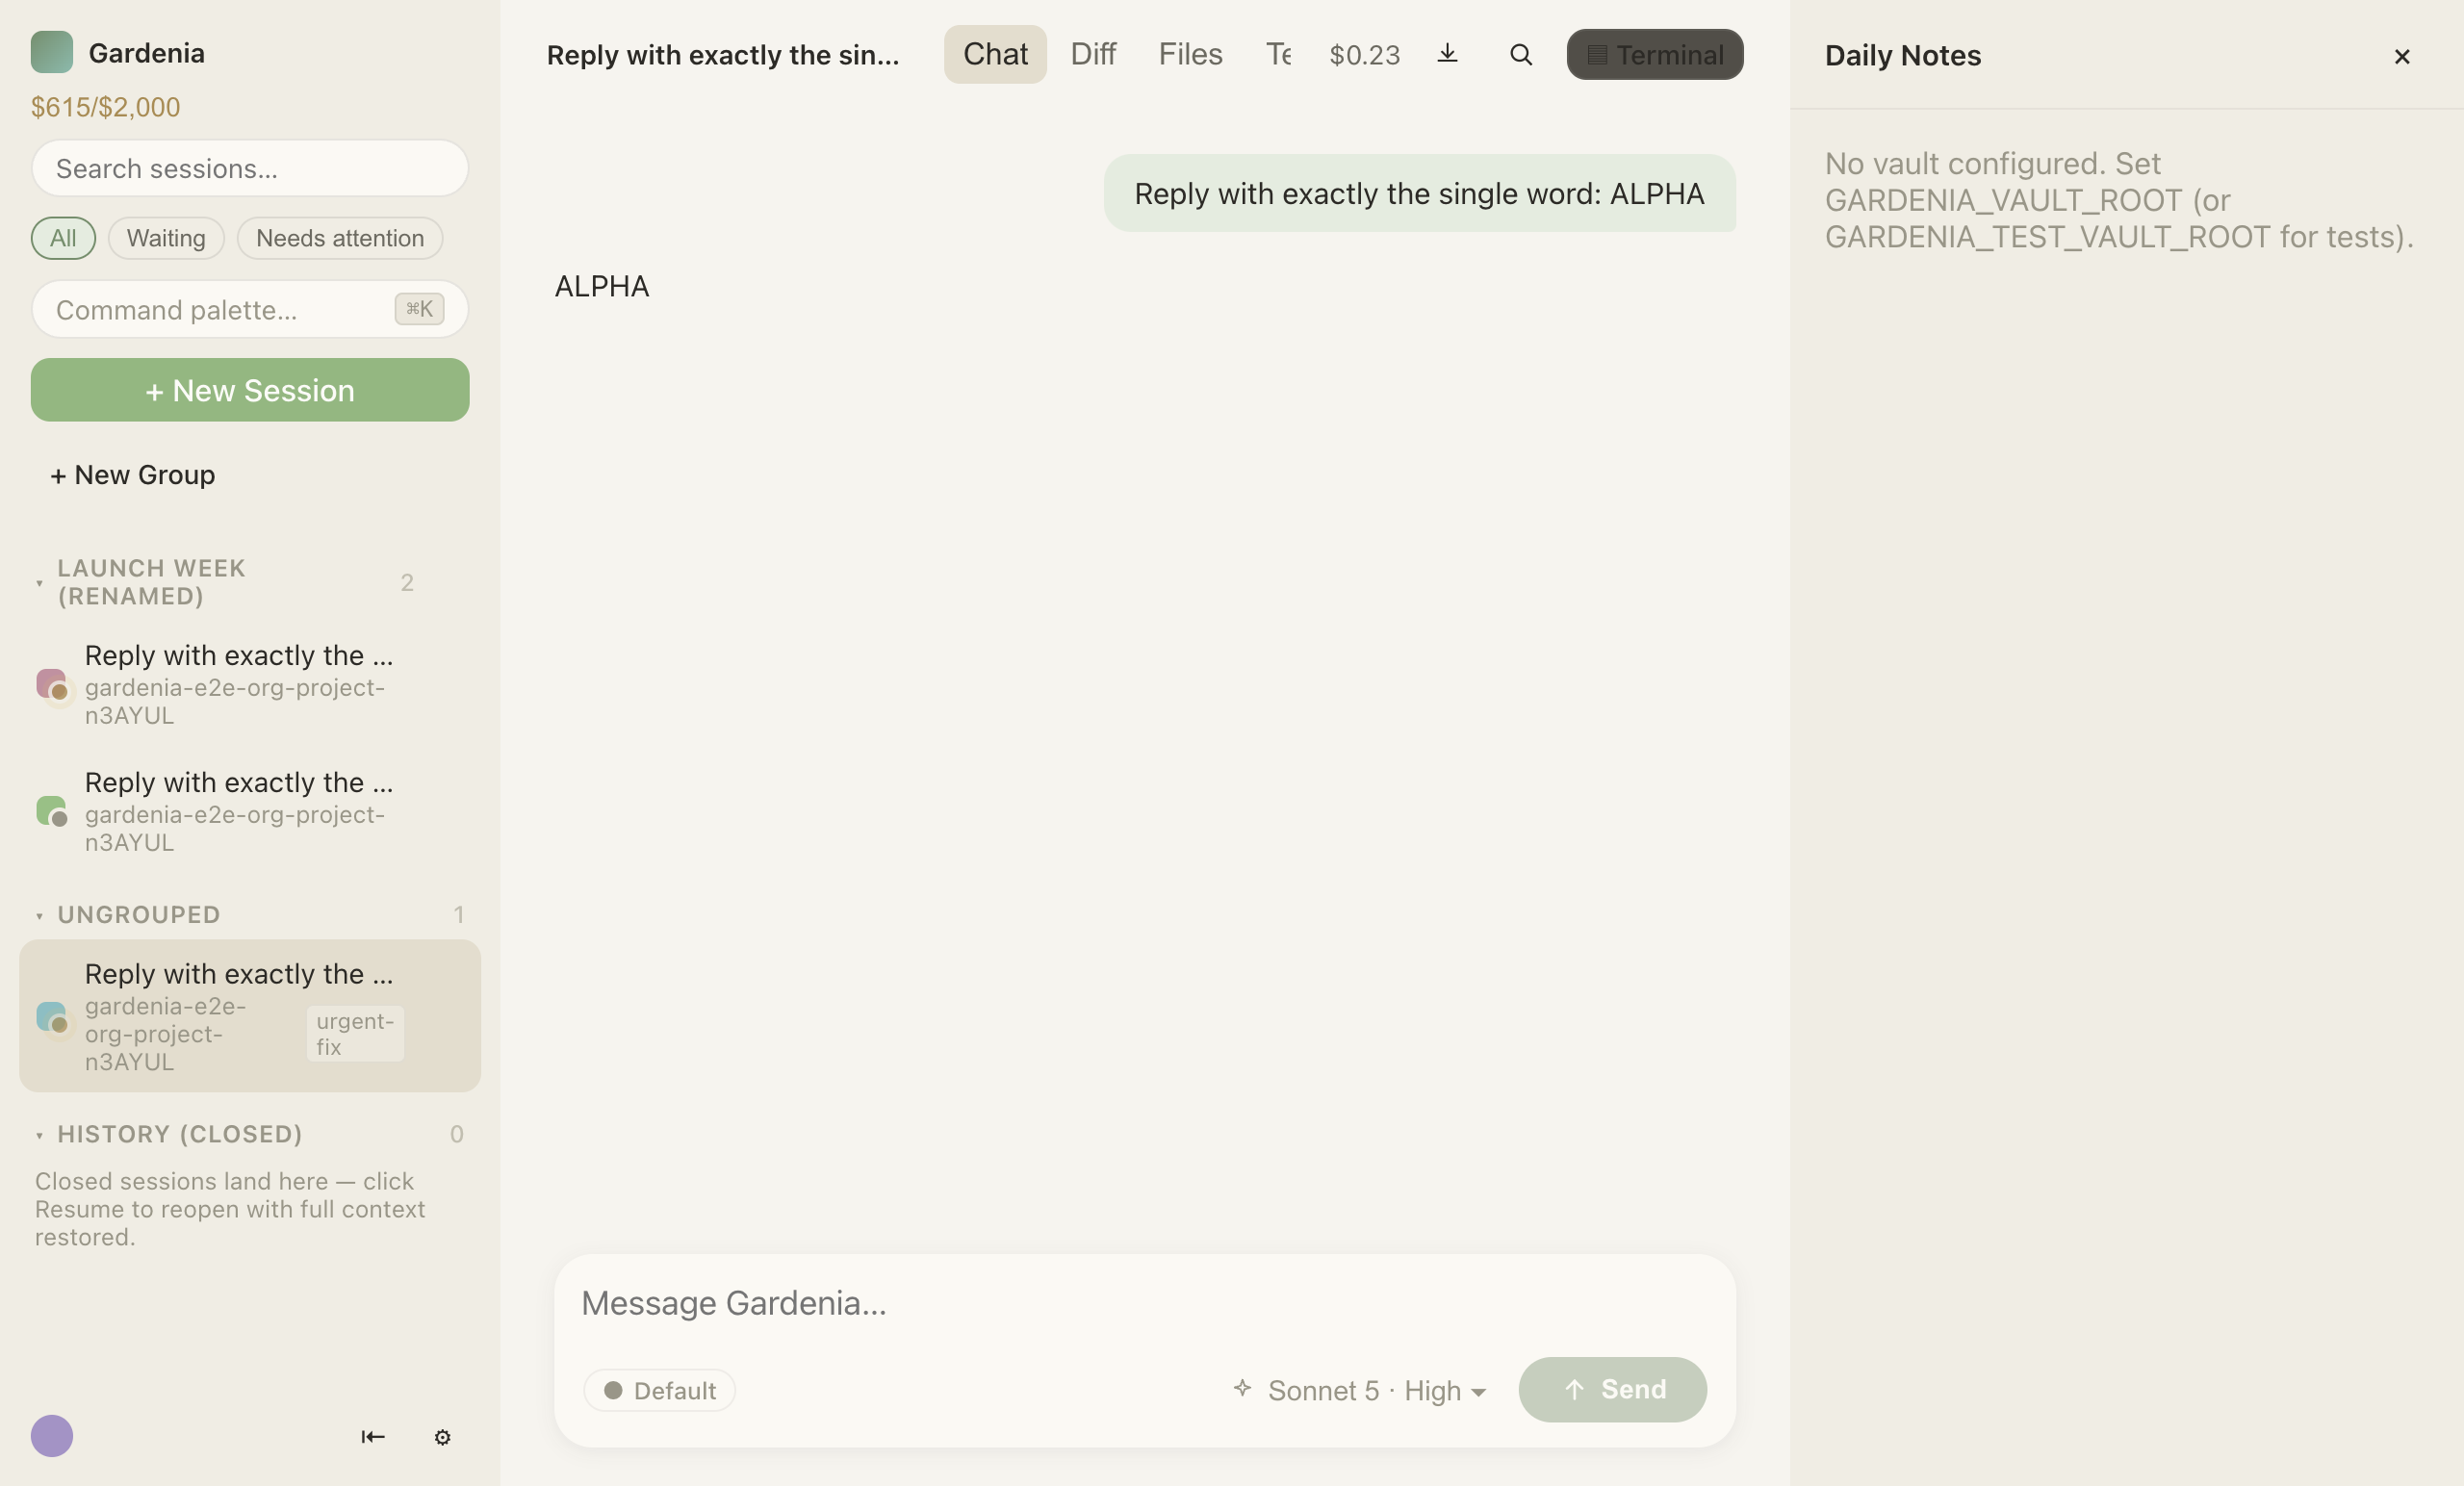 Gardenia
$615/$2,000
Search sessions...
All
Waiting
Needs attention
Command palette...
⌘K
+ New Session
+ New Group
LAUNCH WEEK
(RENAMED)
2
Reply with exactly the ...
gardenia-e2e-org-project-
n3AYUL
Reply with exactly the ...
gardenia-e2e-org-project-
n3AYUL
UNGROUPED
1
Reply with exactly the ...
gardenia-e2e-
org-project-
n3AYUL
urgent-
fix
HISTORY (CLOSED)
0
Closed sessions land here — click
Resume to reopen with full context
restored.
Reply with exactly the sin...
Chat
Diff
Files
$0.23
Terminal
Reply with exactly the single word: ALPHA
ALPHA
Message Gardenia...
Default
Sonnet 5 · High
Send
Daily Notes
×
No vault configured. Set
GARDENIA_VAULT_ROOT (or
GARDENIA_TEST_VAULT_ROOT for tests).